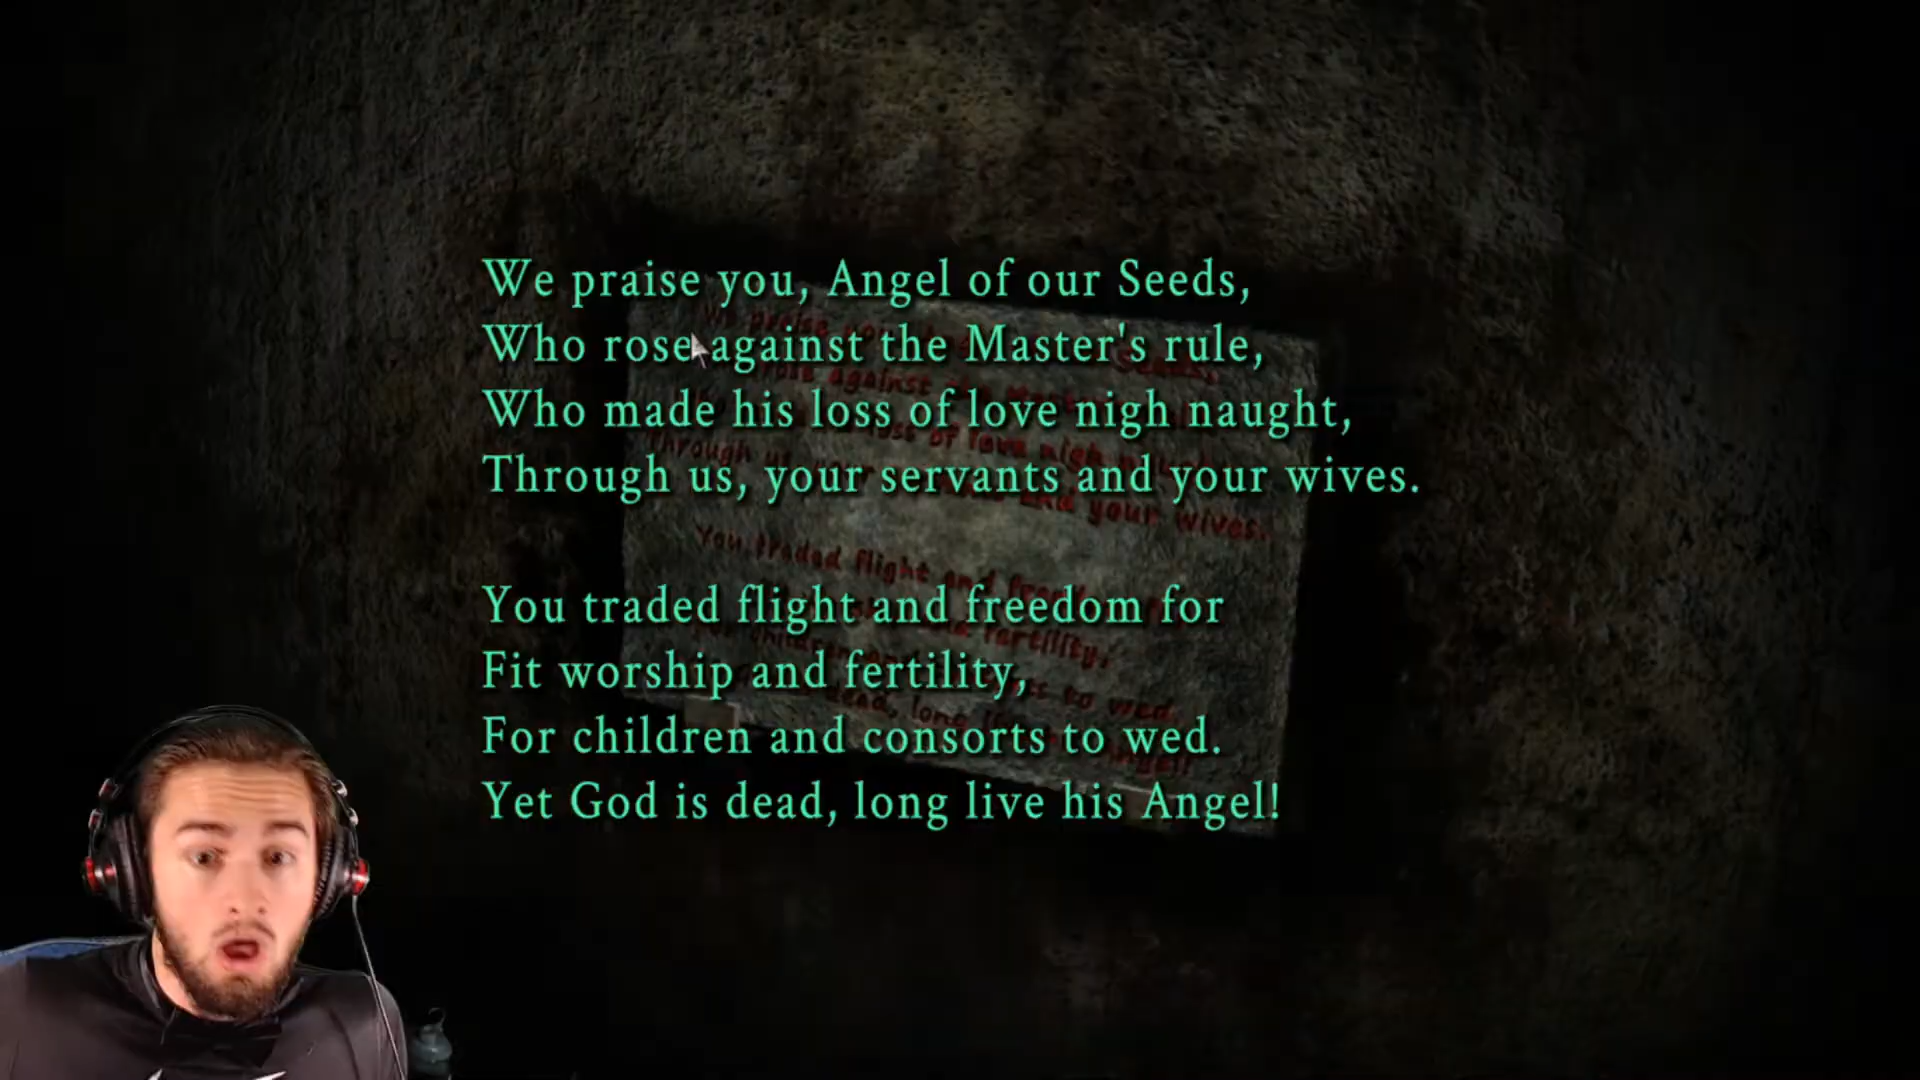 We praise you, Angel of our Seeds,
Who rose against the Master's rule,
Who made his loss of love nigh naught,
Through us, your servants and your wives.
You traded flight and freedom for
Fit worship and fertility,
For children and consorts to wed.
Yet God is dead, long live his Angel!